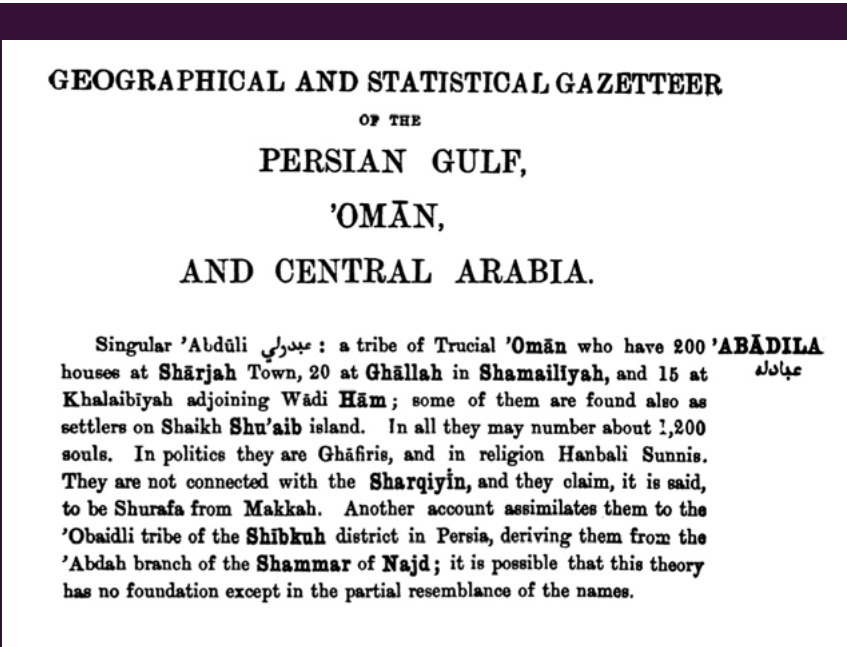 GEOGRAPHICAL AND STATISTICAL GAZETTEER
OF THE
PERSIAN GULF,
'OMĀN,
AND CENTRAL ARABIA.
'ABĀDILA
عبادله
Singular 'Abdūli عبدولي : a tribe of Trucial 'Omān who have 200
houses at Shārjah Town, 20 at Ghāllah in Shamailīyah, and 15 at
Khalaibīyah adjoining Wādi Hām; some of them are found also as
settlers on Shaikh Shu'aib island. In all they may number about 1,200
souls. In politics they are Ghāfiris, and in religion Hanbali Sunnis.
They are not connected with the Sharqiyīn, and they claim, it is said,
to be Shurafa from Makkah. Another account assimilates them to the
'Obaidli tribe of the Shībkuh district in Persia, deriving them from the
'Abdah branch of the Shammar of Najd; it is possible that this theory
has no foundation except in the partial resemblance of the names.